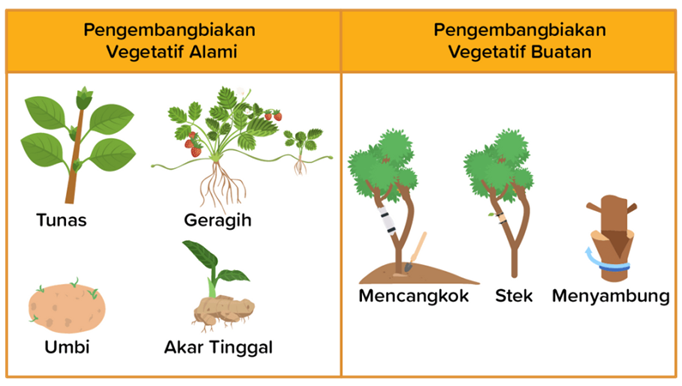 Pengembangbiakan
Vegetatif Alami
Pengembangbiakan
Vegetatif Buatan
Tunas
Geragih
Umbi
Akar Tinggal
Mencangkok
Stek
Menyambung